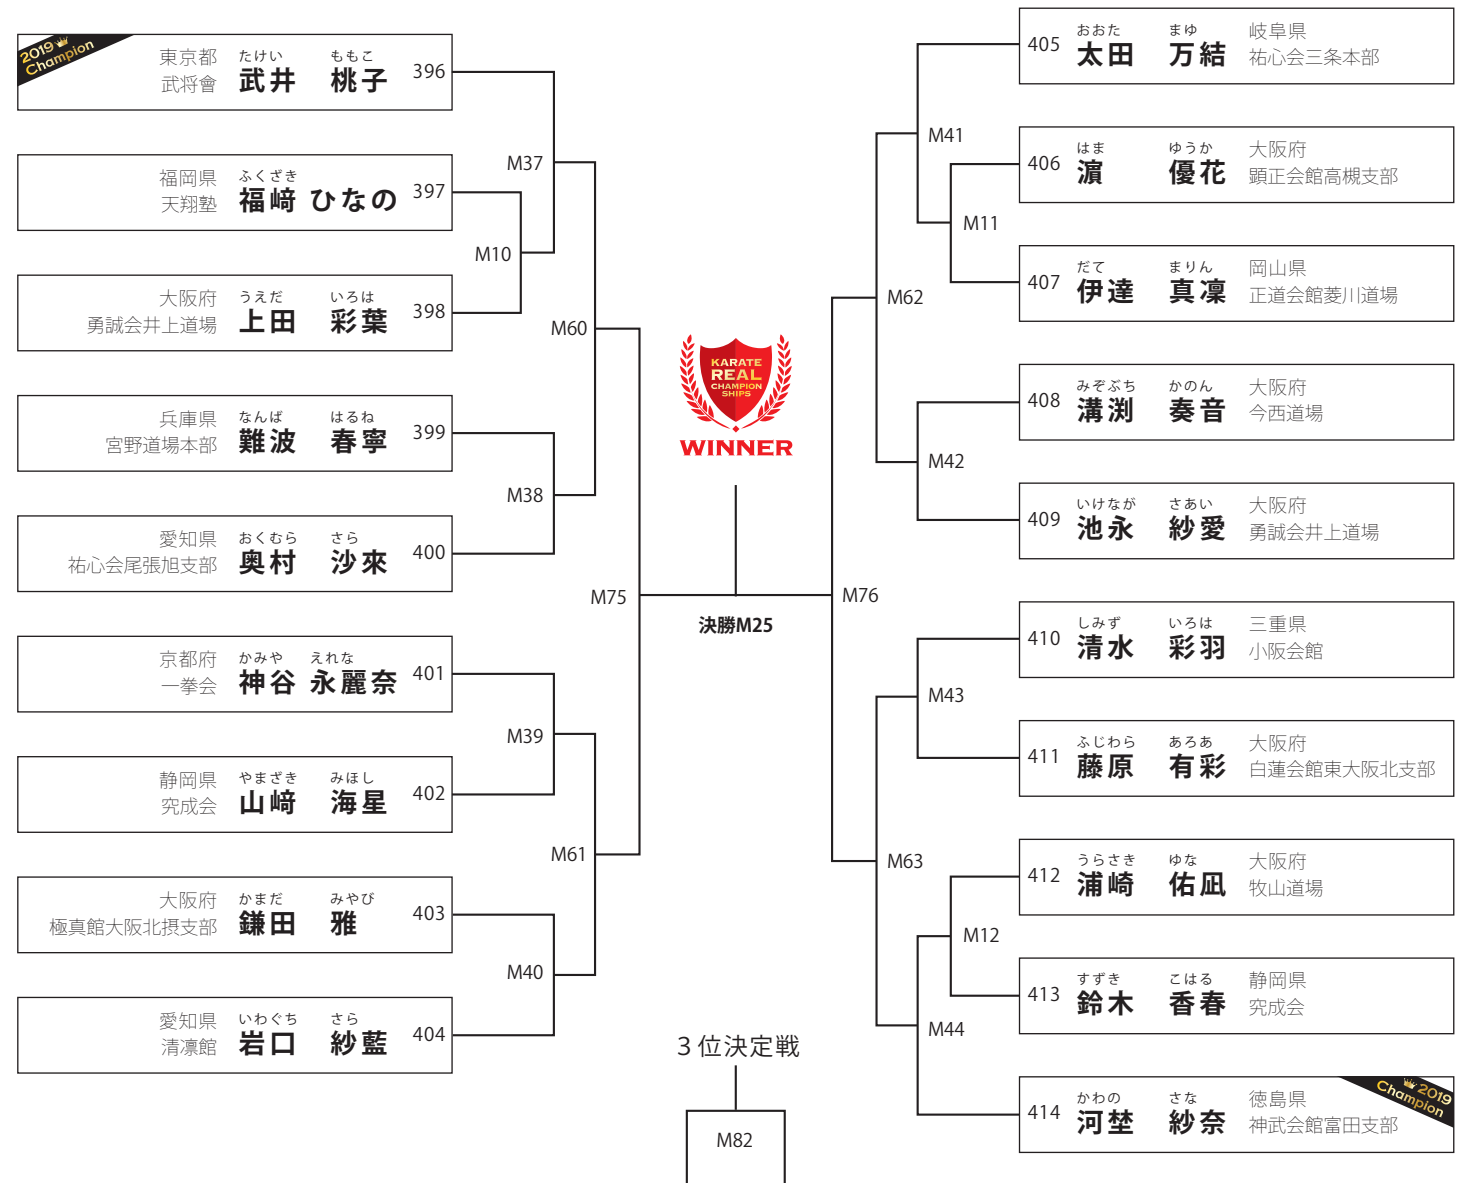 2019
Champion
東京都
武将會
たけい ももこ
武井 桃子
396
福岡県
天翔塾
ふくざき
福﨑 ひなの
397
大阪府
勇誠会井上道場
うえだ いろは
上田 彩葉
398
兵庫県
宮野道場本部
なんば はるね
難波 春寧
399
愛知県
祐心会尾張旭支部
おくむら さら
奥村 沙來
400
京都府
一拳会
かみや えれな
神谷 永麗奈
401
静岡県
究成会
やまざき みほし
山﨑 海星
402
大阪府
極真館大阪北摂支部
かまだ みやび
鎌田 雅
403
愛知県
清凛館
いわぐち さら
岩口 紗藍
404
M37
M10
M60
M38
M75
M39
M61
M40
KARATE
REAL
CHAMPION
SHIPS
WINNER
決勝M25
3位決定戦
M82
M41
M11
M62
M42
M76
M43
M63
M12
M44
405
おおた まゆ
太田 万結
岐阜県
祐心会三条本部
406
はま ゆうか
濵 優花
大阪府
顕正会館高槻支部
407
だて まりん
伊達 真凜
岡山県
正道会館菱川道場
408
みぞぶち かのん
溝渕 奏音
大阪府
今西道場
409
いけなが さあい
池永 紗愛
大阪府
勇誠会井上道場
410
しみず いろは
清水 彩羽
三重県
小阪会館
411
ふじわら あろあ
藤原 有彩
大阪府
白蓮会館東大阪北支部
412
うらさき ゆな
浦崎 佑凪
大阪府
牧山道場
413
すずき こはる
鈴木 香春
静岡県
究成会
414
かわの さな
河埜 紗奈
徳島県
神武会館富田支部
2019
Champion